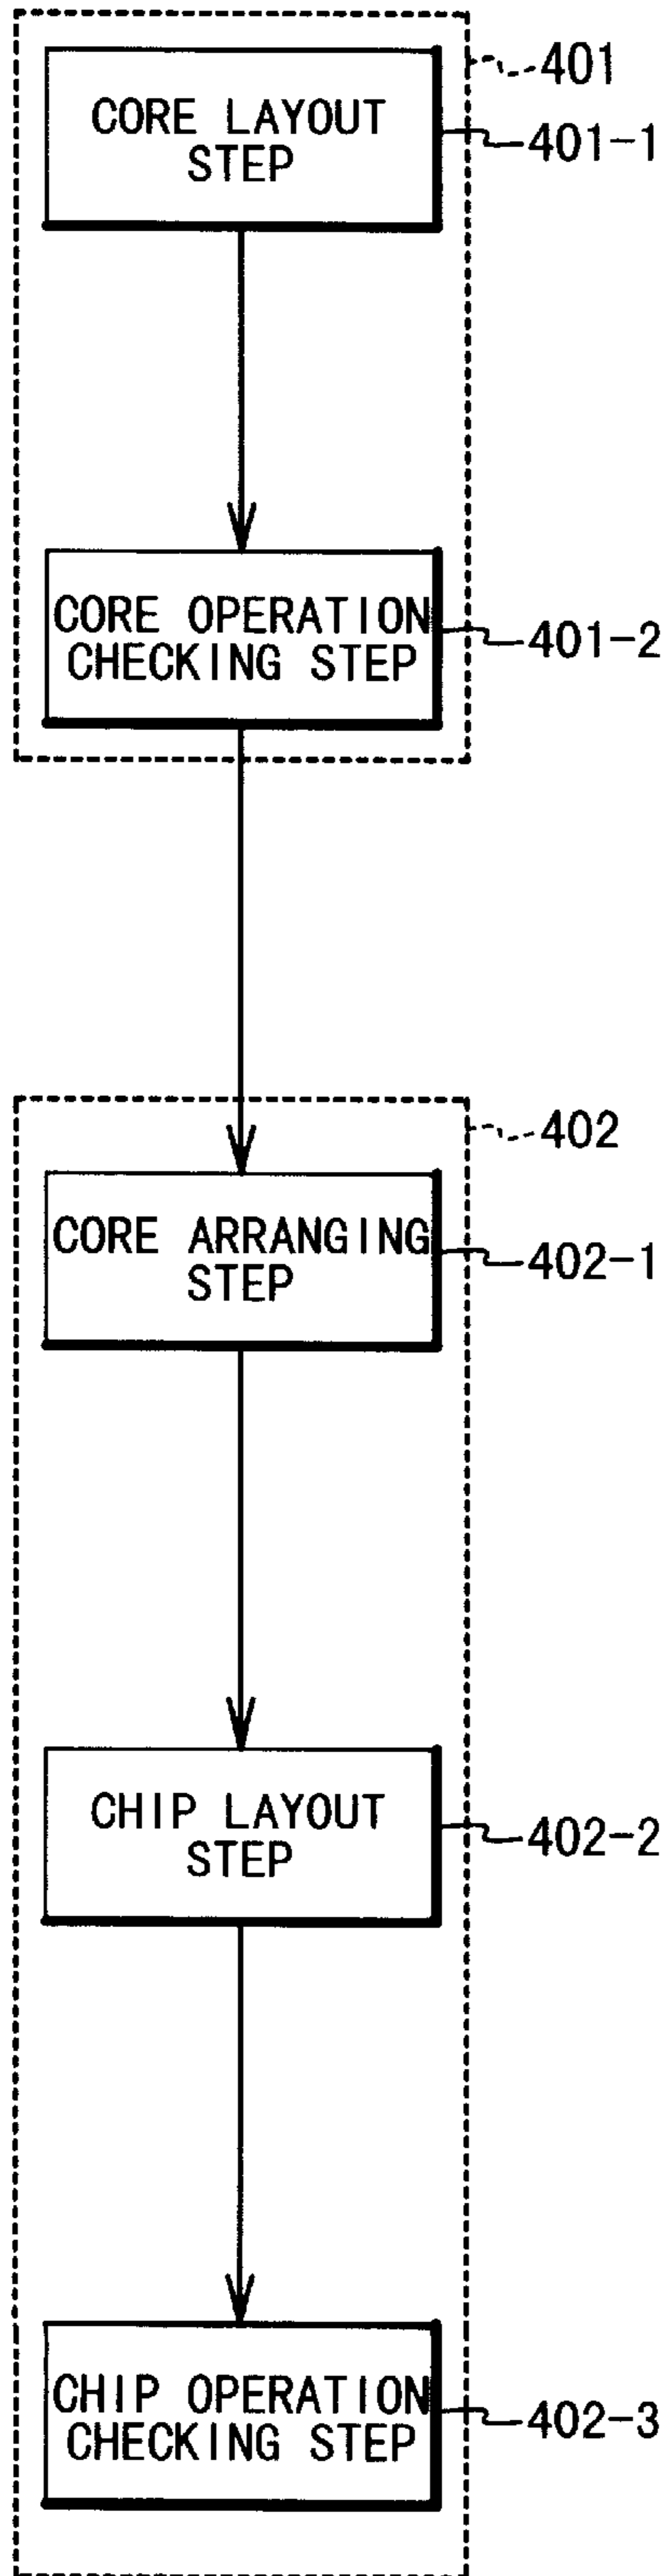 401
CORE LAYOUT
STEP
401-1
CORE OPERATION
CHECKING STEP
401-2
402
CORE ARRANGING
STEP
402-1
CHIP LAYOUT
STEP
402-2
CHIP OPERATION
CHECKING STEP
402-3